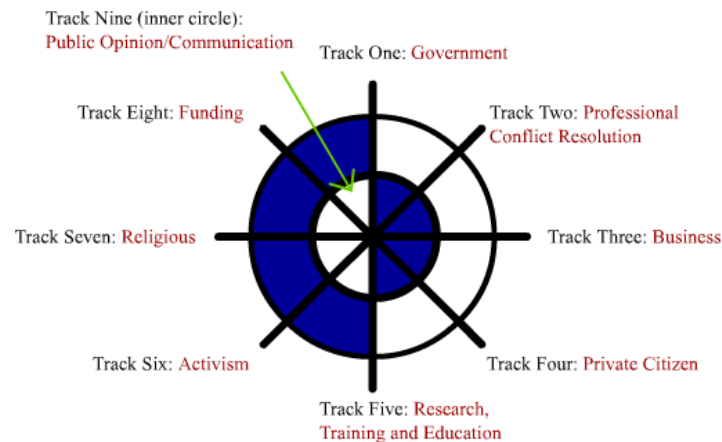 Track Nine (inner circle):
Public Opinion/Communication
Track One: Government
Track Eight: Funding
Track Two: Professional
Conflict Resolution
Track Seven: Religious
Track Three: Business
Track Six: Activism
Track Four: Private Citizen
Track Five: Research,
Training and Education